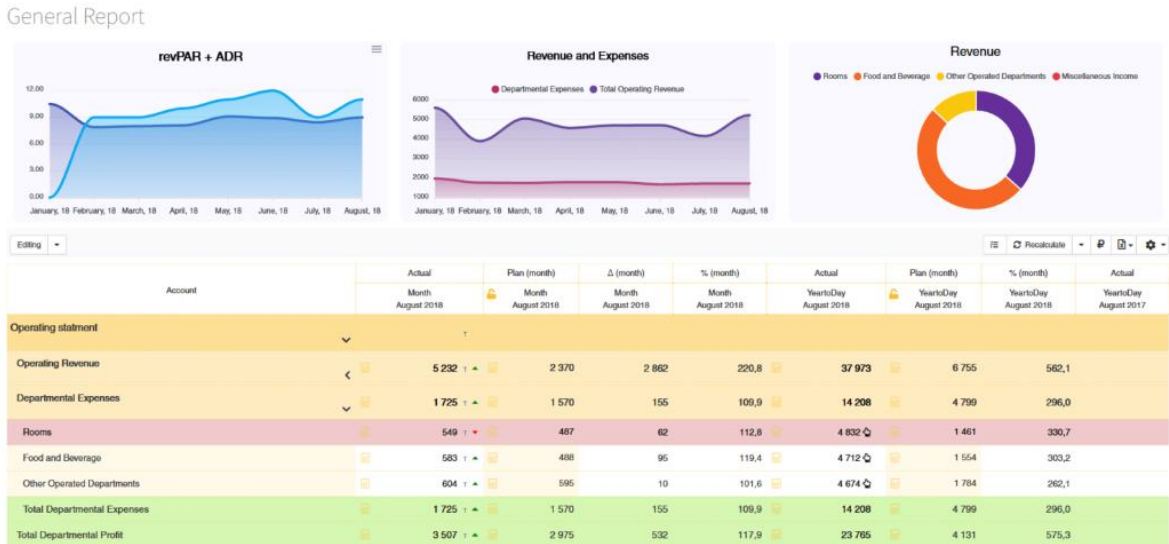 General Report
revPAR + ADR
12.00
9.00
6.00
3.00
0.00
January, 18 February, 18 March, 18 April, 18 May, 18 June, 18 July, 18 August, 18
Revenue and Expenses
Departmental Expenses Total Operating Revenue
6000
5000
4000
3000
2000
1000
January, 18 February, 18 March, 18 April, 18 May, 18 June, 18 July, 18 August, 18
Revenue
Rooms Food and Beverage Other Operated Departments Miscellaneous Income
Editing Recalculate ₽
Account Actual Plan (month) Δ (month) % (month) Actual Plan (month) % (month) Actual
Month Month Month Month YeartoDay YeartoDay YeartoDay YeartoDay
August 2018 August 2018 August 2018 August 2018 August 2018 August 2018 August 2018 August 2017
Operating statment
Operating Revenue 5 232 2 370 2 862 220,8 37 973 6 755 562,1
Departmental Expenses 1 725 1 570 155 109,9 14 208 4 799 296,0
Rooms 549 487 62 112,8 4 832 1 461 330,7
Food and Beverage 583 488 95 119,4 4 712 1 554 303,2
Other Operated Departments 604 595 10 101,6 4 674 1 784 262,1
Total Departmental Expenses 1 725 1 570 155 109,9 14 208 4 799 296,0
Total Departmental Profit 3 507 2 975 532 117,9 23 765 4 131 575,3